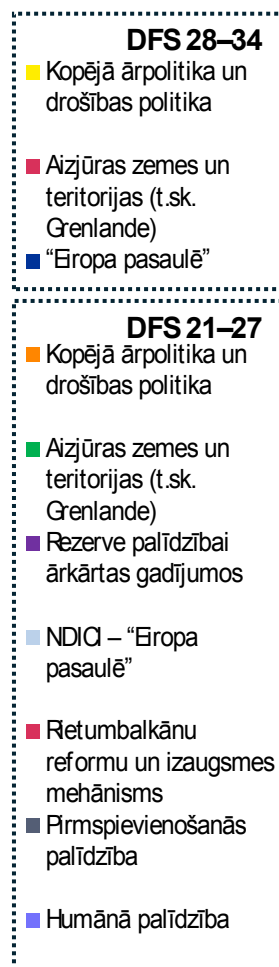 DFS 28–34
Kopējā ārpolitika un
drošības politika
Aizjūras zemes un
teritorijas (t.sk.
Grenlande)
“Eiropa pasaulē”
DFS 21–27
Kopējā ārpolitika un
drošības politika
Aizjūras zemes un
teritorijas (t.sk.
Grenlande)
Rezerve palīdzībai
ārkārtas gadījumos
NDICI – “Eiropa
pasaulē”
Rietumbalkānu
reformu un izaugsmes
mehānisms
Pirmspievienošanās
palīdzība
Humānā palīdzība